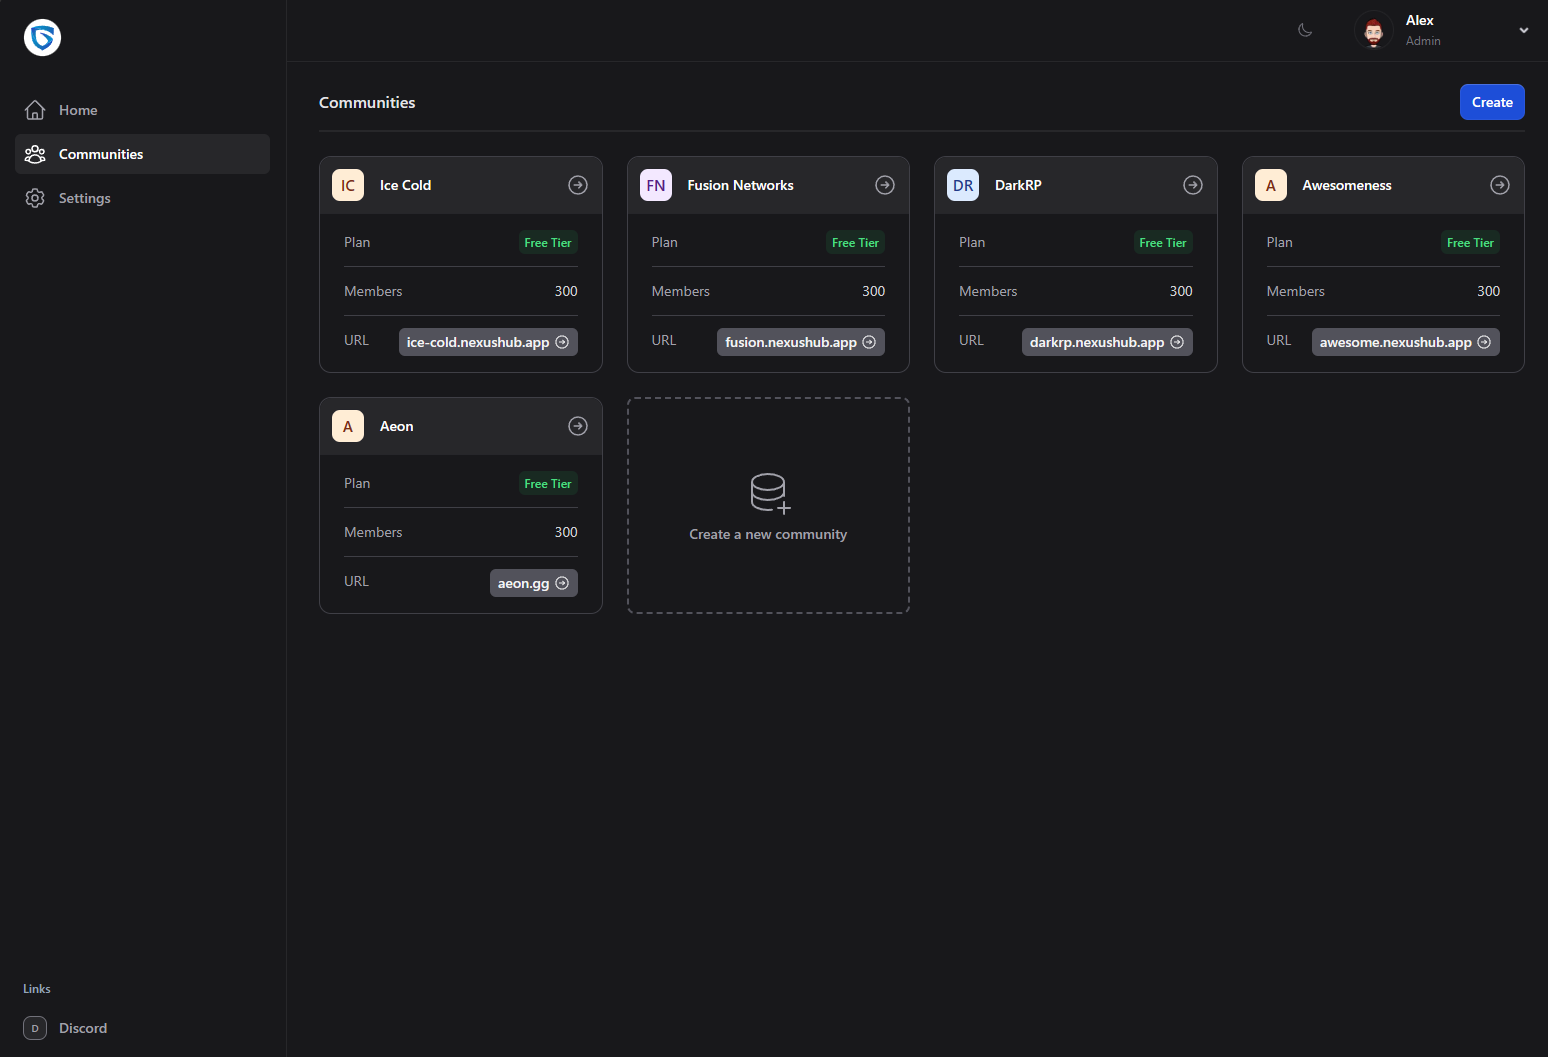 Alex
Admin
Home
Communities
Settings
Communities
Create
IC Ice Cold
Plan Free Tier
Members 300
URL ice-cold.nexushub.app
FN Fusion Networks
Plan Free Tier
Members 300
URL fusion.nexushub.app
DR DarkRP
Plan Free Tier
Members 300
URL darkrp.nexushub.app
A Awesomeness
Plan Free Tier
Members 300
URL awesome.nexushub.app
A Aeon
Plan Free Tier
Members 300
URL aeon.gg
Create a new community
Links
D Discord